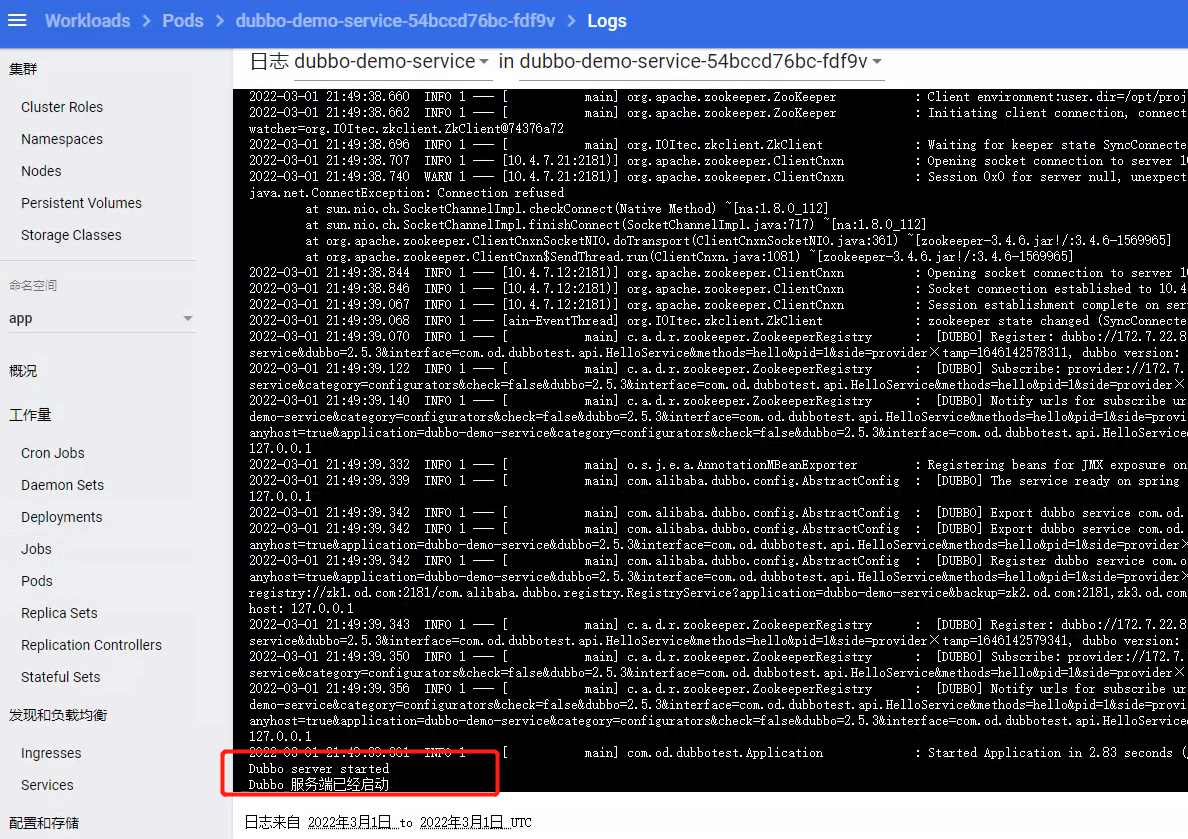 Workloads > Pods > dubbo-demo-service-54bccd76bc-fdf9v > Logs
集群
Cluster Roles
Namespaces
Nodes
Persistent Volumes
Storage Classes
命名空间
app
概况
工作量
Cron Jobs
Daemon Sets
Deployments
Jobs
Pods
Replica Sets
Replication Controllers
Stateful Sets
发现和负载均衡
Ingresses
Services
配置和存储
日志 dubbo-demo-service in dubbo-demo-service-54bccd76bc-fdf9v
2022-03-01 21:49:38.660 INFO 1 --- [ main] org.apache.zookeeper.ZooKeeper : Client environment:user.dir=/opt/proj
2022-03-01 21:49:38.662 INFO 1 --- [ main] org.apache.zookeeper.ZooKeeper : Initiating client connection, connect
watcher=org.I0Itec.zkclient.ZkClient@74376a72
2022-03-01 21:49:38.696 INFO 1 --- [ main] org.I0Itec.zkclient.ZkClient : Waiting for keeper state SyncConnecte
2022-03-01 21:49:38.707 INFO 1 --- [10.4.7.21:2181)] org.apache.zookeeper.ClientCnxn : Opening socket connection to server 10
2022-03-01 21:49:38.740 WARN 1 --- [10.4.7.21:2181)] org.apache.zookeeper.ClientCnxn : Session 0x0 for server null, unexpect
java.net.ConnectException: Connection refused
at sun.nio.ch.SocketChannelImpl.checkConnect(Native Method) ~[na:1.8.0_112]
at sun.nio.ch.SocketChannelImpl.finishConnect(SocketChannelImpl.java:717) ~[na:1.8.0_112]
at org.apache.zookeeper.ClientCnxnSocketNIO.doTransport(ClientCnxnSocketNIO.java:361) ~[zookeeper-3.4.6.jar!/:3.4.6-1569965]
at org.apache.zookeeper.ClientCnxn$SendThread.run(ClientCnxn.java:1081) ~[zookeeper-3.4.6.jar!/:3.4.6-1569965]
2022-03-01 21:49:38.844 INFO 1 --- [10.4.7.12:2181)] org.apache.zookeeper.ClientCnxn : Opening socket connection to server 10
2022-03-01 21:49:38.846 INFO 1 --- [10.4.7.12:2181)] org.apache.zookeeper.ClientCnxn : Socket connection established to 10.4
2022-03-01 21:49:39.067 INFO 1 --- [10.4.7.12:2181)] org.apache.zookeeper.ClientCnxn : Session establishment complete on ser
2022-03-01 21:49:39.068 INFO 1 --- [ain-EventThread] org.I0Itec.zkclient.ZkClient : zookeeper state changed (SyncConnecte
2022-03-01 21:49:39.070 INFO 1 --- [ main] c.a.d.r.zookeeper.ZookeeperRegistry : [DUBBO] Register: dubbo://172.7.22.8
service&dubbo=2.5.3&interface=com.od.dubbotest.api.HelloService&methods=hello&pid=1&side=provider×tamp=1646142578311, dubbo version:
2022-03-01 21:49:39.122 INFO 1 --- [ main] c.a.d.r.zookeeper.ZookeeperRegistry : [DUBBO] Subscribe: provider://172.7.
service&category=configurators&check=false&dubbo=2.5.3&interface=com.od.dubbotest.api.HelloService&methods=hello&pid=1&side=provider×
2022-03-01 21:49:39.140 INFO 1 --- [ main] c.a.d.r.zookeeper.ZookeeperRegistry : [DUBBO] Notify urls for subscribe ur
demo-service&category=configurators&check=false&dubbo=2.5.3&interface=com.od.dubbotest.api.HelloService&methods=hello&pid=1&side=provi
anyhost=true&application=dubbo-demo-service&category=configurators&check=false&dubbo=2.5.3&interface=com.od.dubbotest.api.HelloService
127.0.0.1
2022-03-01 21:49:39.332 INFO 1 --- [ main] o.s.j.e.a.AnnotationMBeanExporter : Registering beans for JMX exposure on
2022-03-01 21:49:39.339 INFO 1 --- [ main] com.alibaba.dubbo.config.AbstractConfig : [DUBBO] The service ready on spring
127.0.0.1
2022-03-01 21:49:39.342 INFO 1 --- [ main] com.alibaba.dubbo.config.AbstractConfig : [DUBBO] Export dubbo service com.od.
2022-03-01 21:49:39.342 INFO 1 --- [ main] com.alibaba.dubbo.config.AbstractConfig : [DUBBO] Export dubbo service com.od.
anyhost=true&application=dubbo-demo-service&dubbo=2.5.3&interface=com.od.dubbotest.api.HelloService&methods=hello&pid=1&side=provider×
2022-03-01 21:49:39.342 INFO 1 --- [ main] com.alibaba.dubbo.config.AbstractConfig : [DUBBO] Register dubbo service com.o
anyhost=true&application=dubbo-demo-service&dubbo=2.5.3&interface=com.od.dubbotest.api.HelloService&methods=hello&pid=1&side=provider×
registry://zk1.od.com:2181/com.alibaba.dubbo.registry.RegistryService?application=dubbo-demo-service&backup=zk2.od.com:2181,zk3.od.com
host: 127.0.0.1
2022-03-01 21:49:39.343 INFO 1 --- [ main] c.a.d.r.zookeeper.ZookeeperRegistry : [DUBBO] Register: dubbo://172.7.22.8
service&dubbo=2.5.3&interface=com.od.dubbotest.api.HelloService&methods=hello&pid=1&side=provider×tamp=1646142579341, dubbo version:
2022-03-01 21:49:39.350 INFO 1 --- [ main] c.a.d.r.zookeeper.ZookeeperRegistry : [DUBBO] Subscribe: provider://172.7.
service&category=configurators&check=false&dubbo=2.5.3&interface=com.od.dubbotest.api.HelloService&methods=hello&pid=1&side=provider×
2022-03-01 21:49:39.356 INFO 1 --- [ main] c.a.d.r.zookeeper.ZookeeperRegistry : [DUBBO] Notify urls for subscribe ur
demo-service&category=configurators&check=false&dubbo=2.5.3&interface=com.od.dubbotest.api.HelloService&methods=hello&pid=1&side=provi
anyhost=true&application=dubbo-demo-service&category=configurators&check=false&dubbo=2.5.3&interface=com.od.dubbotest.api.HelloService
127.0.0.1
2022-03-01 21:49:39.361 INFO 1 --- [ main] com.od.dubbotest.Application : Started Application in 2.83 seconds (
Dubbo server started
Dubbo 服务端已经启动
日志来自 2022年3月1日 to 2022年3月1日 UTC